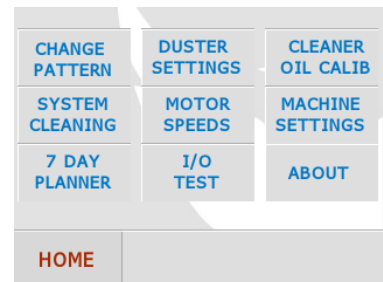 CHANGE PATTERN
DUSTER SETTINGS
CLEANER OIL CALIB
SYSTEM CLEANING
MOTOR SPEEDS
MACHINE SETTINGS
7 DAY PLANNER
I/O TEST
ABOUT
HOME